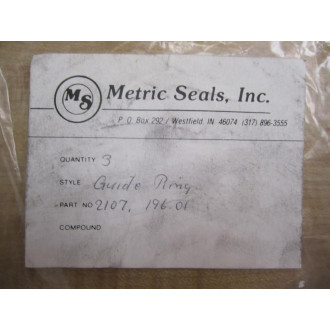 MS Metric Seals, Inc.
P O Box 292 / Westfield IN 46074 (317) 896-3555
QUANTITY 3
STYLE Guide Ring
PART NO 2107, 196.01
COMPOUND